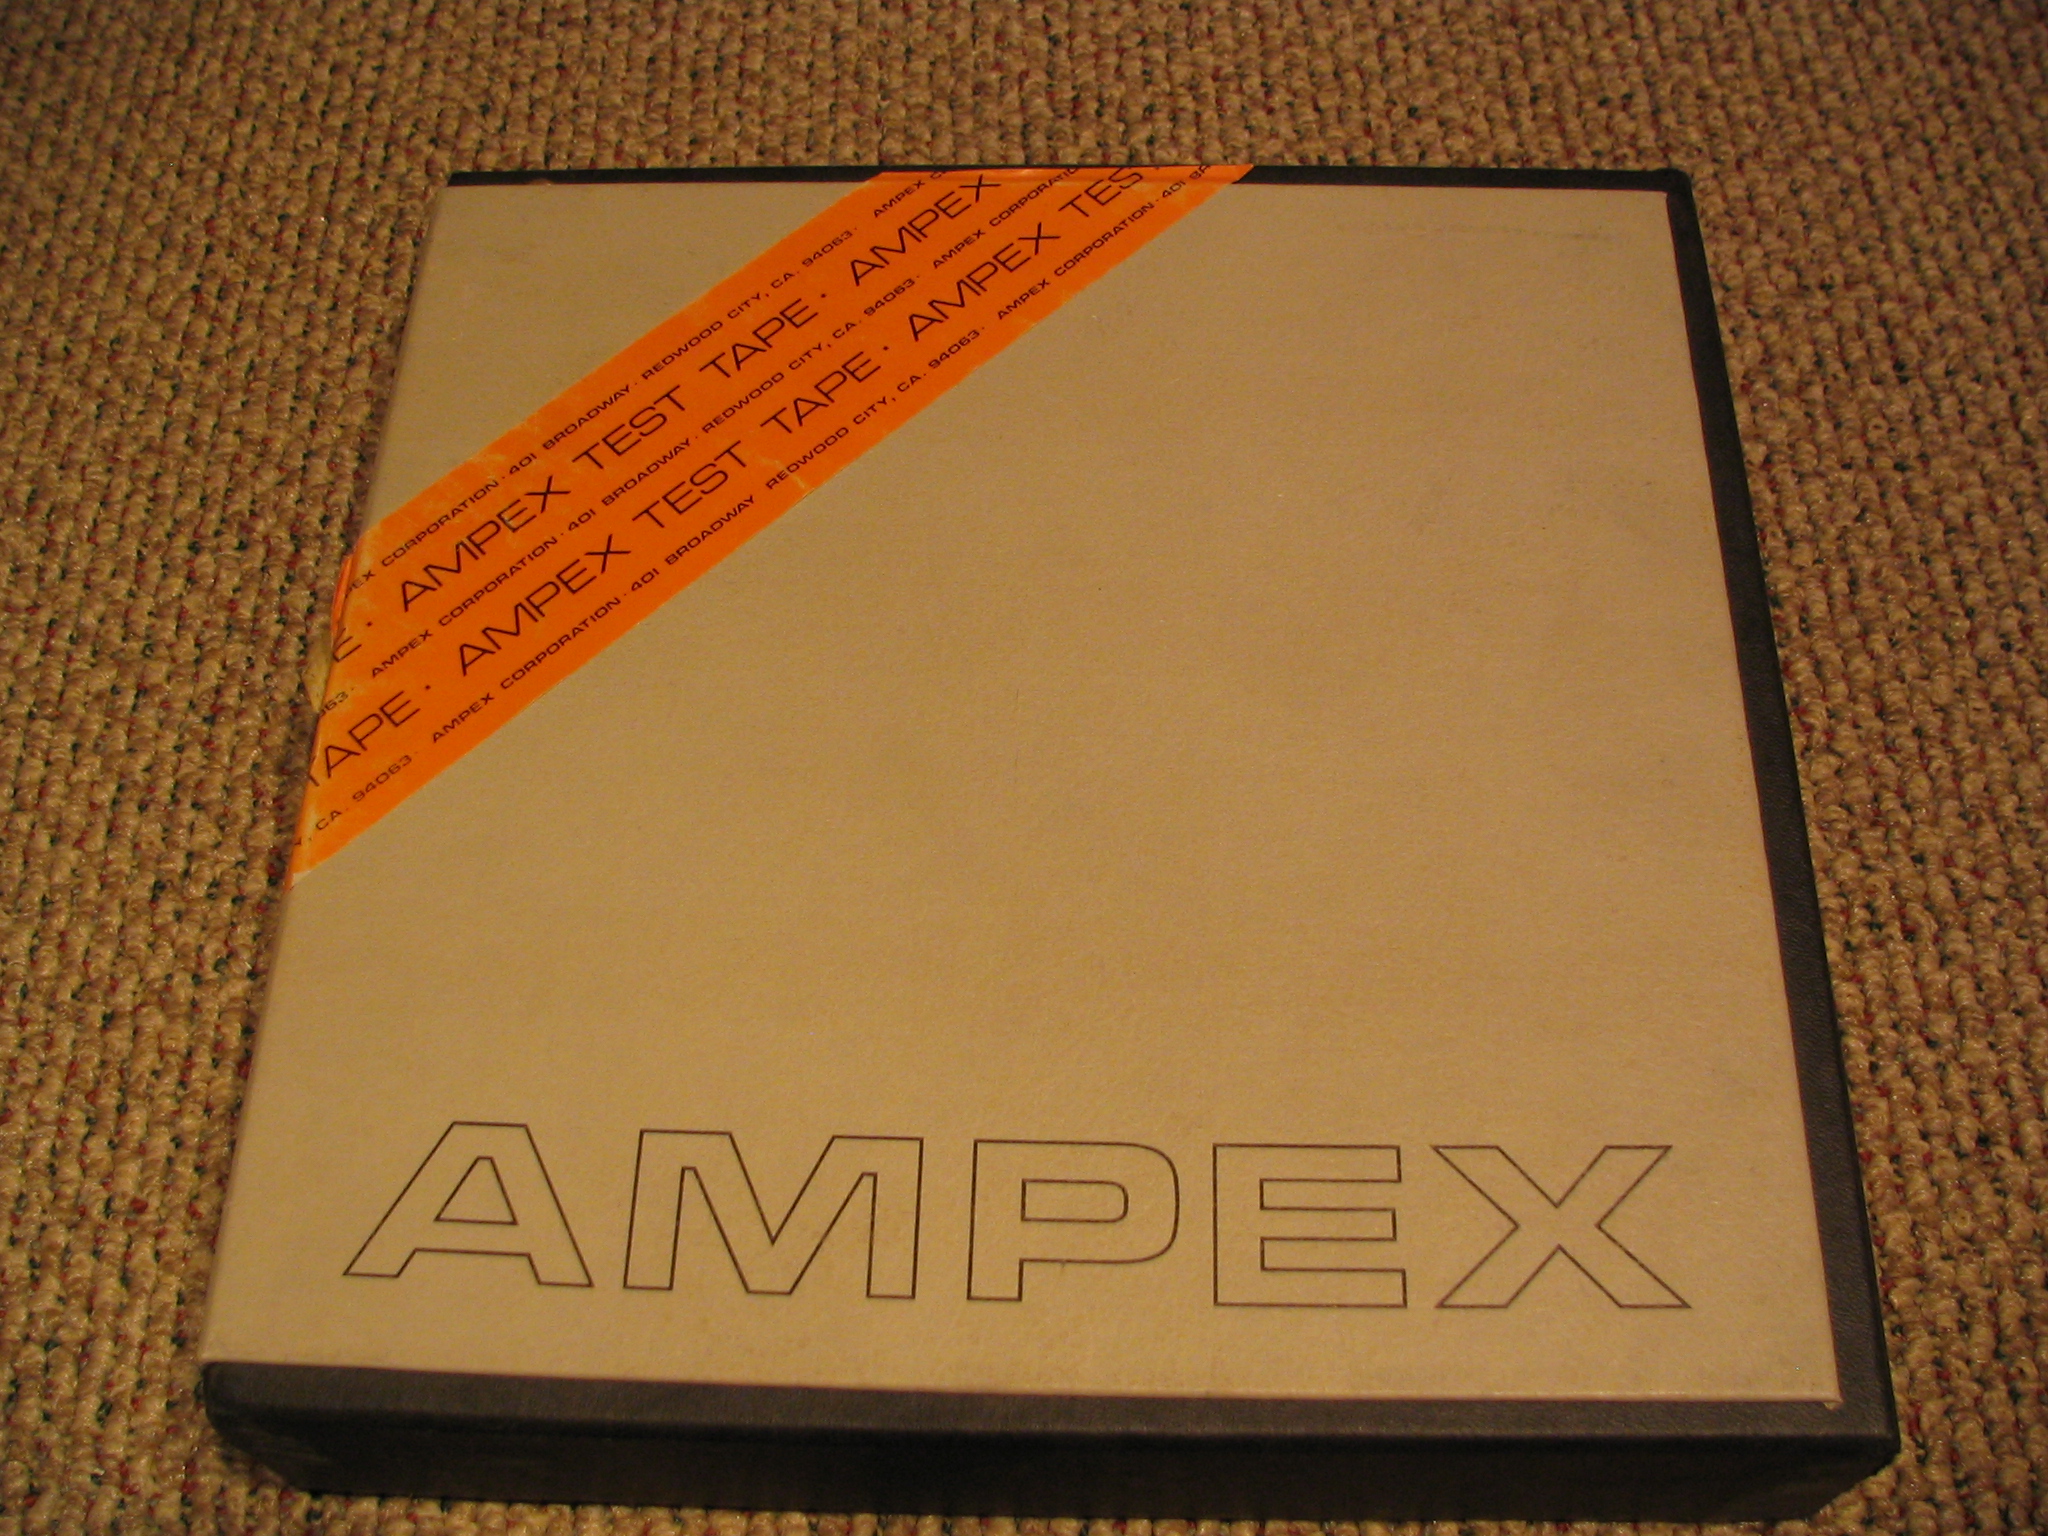 AMPEX CORPORATION · 401 BROADWAY · REDWOOD CITY, CA. 94063 · AMPEX
E · AMPEX TEST TAPE · AMPEX
63 · AMPEX CORPORATION · 401 BROADWAY · REDWOOD CITY, CA. 94063 · AMPEX CORPORATION
TAPE · AMPEX TEST TAPE · AMPEX TES
, CA. 94063 · AMPEX CORPORATION · 401 BROADWAY REDWOOD CITY, CA. 94063 · AMPEX CORPORATION · 401 BR
AMPEX